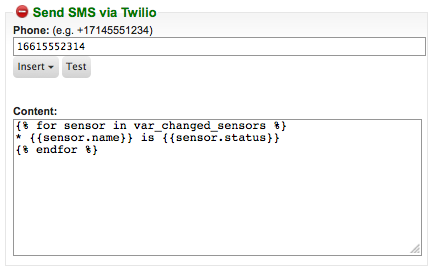 Send SMS via Twilio
Phone: (e.g. +17145551234)
16615552314
Insert Test
Content:
{% for sensor in var_changed_sensors %}
* {{sensor.name}} is {{sensor.status}}
{% endfor %}